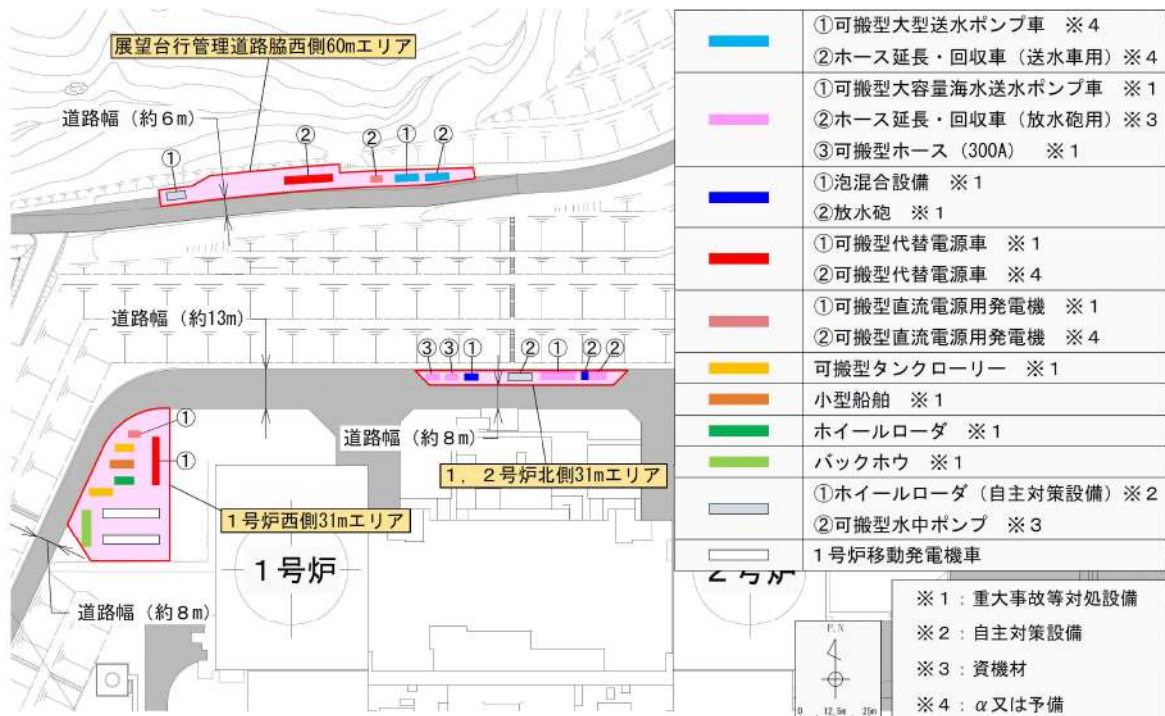 展望台行管理道路脇西側60mエリア
道路幅（約6m）
①
②
②
①
②
道路幅（約13m）
③
③
①
②
①
②
②
道路幅（約8m）
１，２号炉北側31mエリア
①
①
１号炉西側31mエリア
道路幅（約8m）
１号炉
２号炉
①可搬型大型送水ポンプ車　※４
②ホース延長・回収車（送水車用）※４
①可搬型大容量海水送水ポンプ車　※１
②ホース延長・回収車（放水砲用）※３
③可搬型ホース（300A）　※１
①泡混合設備　※１
②放水砲　※１
①可搬型代替電源車　※１
②可搬型代替電源車　※４
①可搬型直流電源用発電機　※１
②可搬型直流電源用発電機　※４
可搬型タンクローリー　※１
小型船舶　※１
ホイールローダ　※１
バックホウ　※１
①ホイールローダ（自主対策設備）※２
②可搬型水中ポンプ　※３
１号炉移動発電機車
※１：重大事故等対処設備
※２：自主対策設備
※３：資機材
※４：α又は予備
P.N
0　12.5m　25m